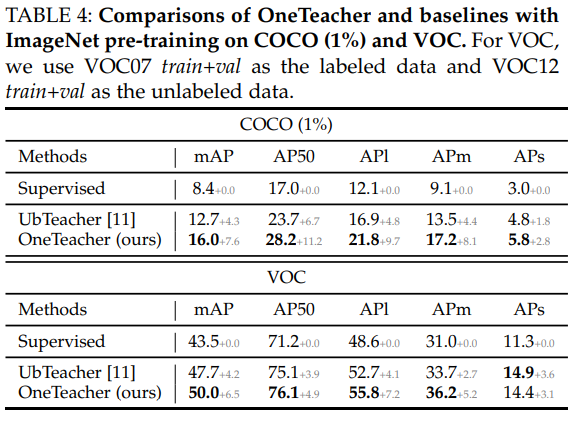 TABLE 4: Comparisons of OneTeacher and baselines with
ImageNet pre-training on COCO (1%) and VOC. For VOC,
we use VOC07 train+val as the labeled data and VOC12
train+val as the unlabeled data.
COCO (1%)
Methods mAP AP50 APl APm APs
Supervised 8.4+0.0 17.0+0.0 12.1+0.0 9.1+0.0 3.0+0.0
UbTeacher [11] 12.7+4.3 23.7+6.7 16.9+4.8 13.5+4.4 4.8+1.8
OneTeacher (ours) 16.0+7.6 28.2+11.2 21.8+9.7 17.2+8.1 5.8+2.8
VOC
Methods mAP AP50 APl APm APs
Supervised 43.5+0.0 71.2+0.0 48.6+0.0 31.0+0.0 11.3+0.0
UbTeacher [11] 47.7+4.2 75.1+3.9 52.7+4.1 33.7+2.7 14.9+3.6
OneTeacher (ours) 50.0+6.5 76.1+4.9 55.8+7.2 36.2+5.2 14.4+3.1